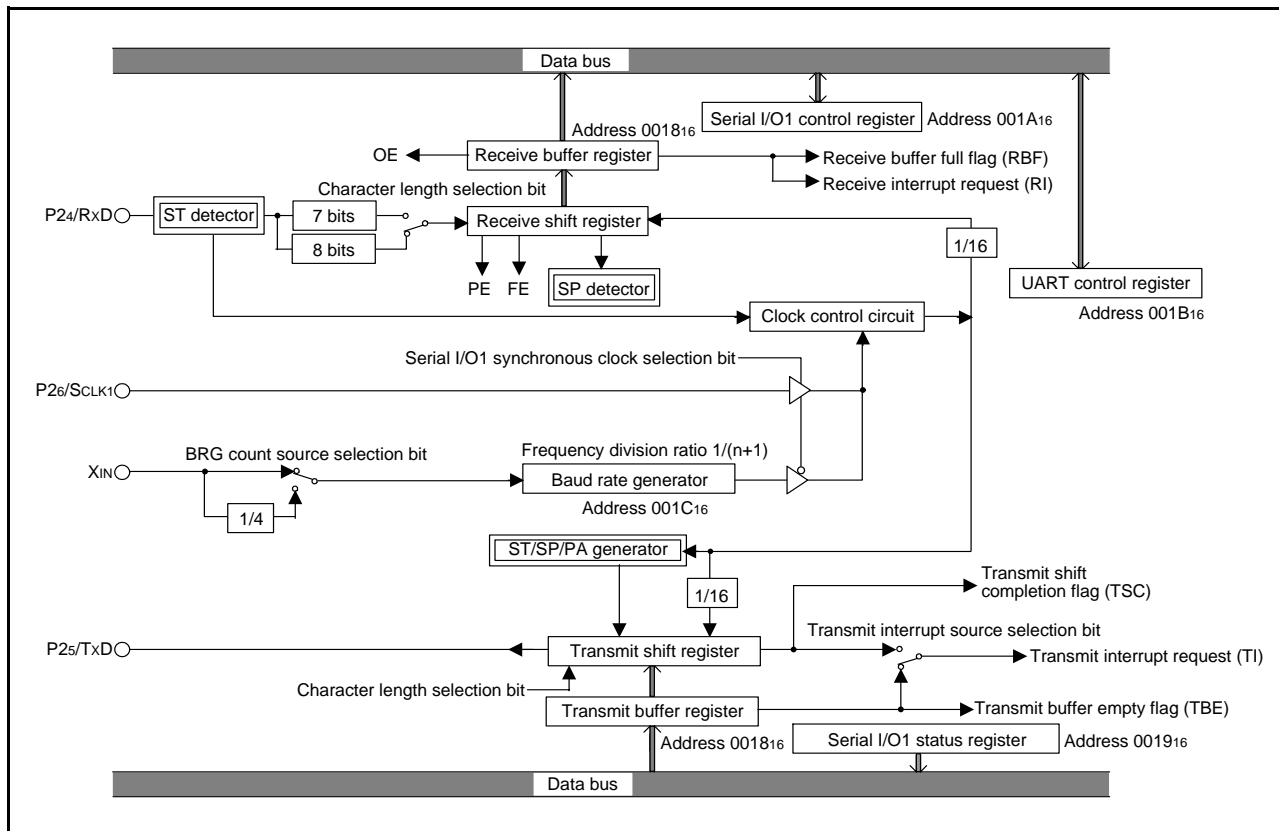 Data bus
Serial I/O1 control register
Address 001A16
Address 001816
OE
Receive buffer register
Receive buffer full flag (RBF)
Receive interrupt request (RI)
Character length selection bit
P24/RXD
ST detector
7 bits
8 bits
Receive shift register
1/16
PE
FE
SP detector
UART control register
Address 001B16
Clock control circuit
Serial I/O1 synchronous clock selection bit
P26/SCLK1
XIN
BRG count source selection bit
1/4
Frequency division ratio 1/(n+1)
Baud rate generator
Address 001C16
ST/SP/PA generator
1/16
Transmit shift
completion flag (TSC)
Transmit interrupt source selection bit
P25/TXD
Transmit shift register
Transmit interrupt request (TI)
Character length selection bit
Transmit buffer register
Transmit buffer empty flag (TBE)
Address 001816
Serial I/O1 status register
Address 001916
Data bus